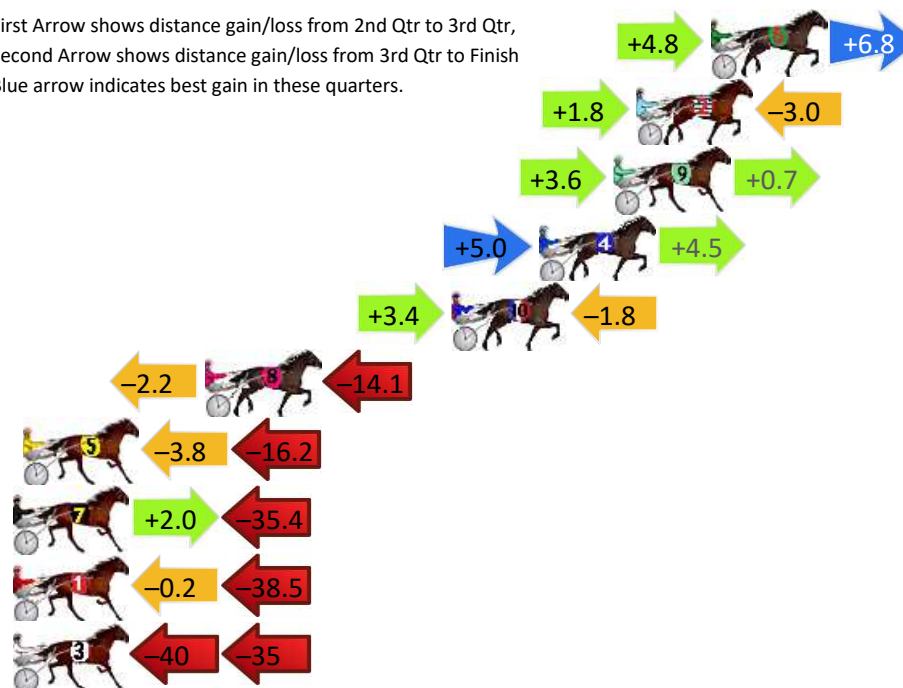 irst Arrow shows distance gain/loss from 2nd Qtr to 3rd Qtr,
econd Arrow shows distance gain/loss from 3rd Qtr to Finish
lue arrow indicates best gain in these quarters.
+4.8 6 +6.8
+1.8 2 –3.0
+3.6 9 +0.7
+5.0 4 +4.5
+3.4 10 –1.8
–2.2 8 –14.1
5 –3.8 –16.2
7 +2.0 –35.4
1 –0.2 –38.5
3 –40 –35